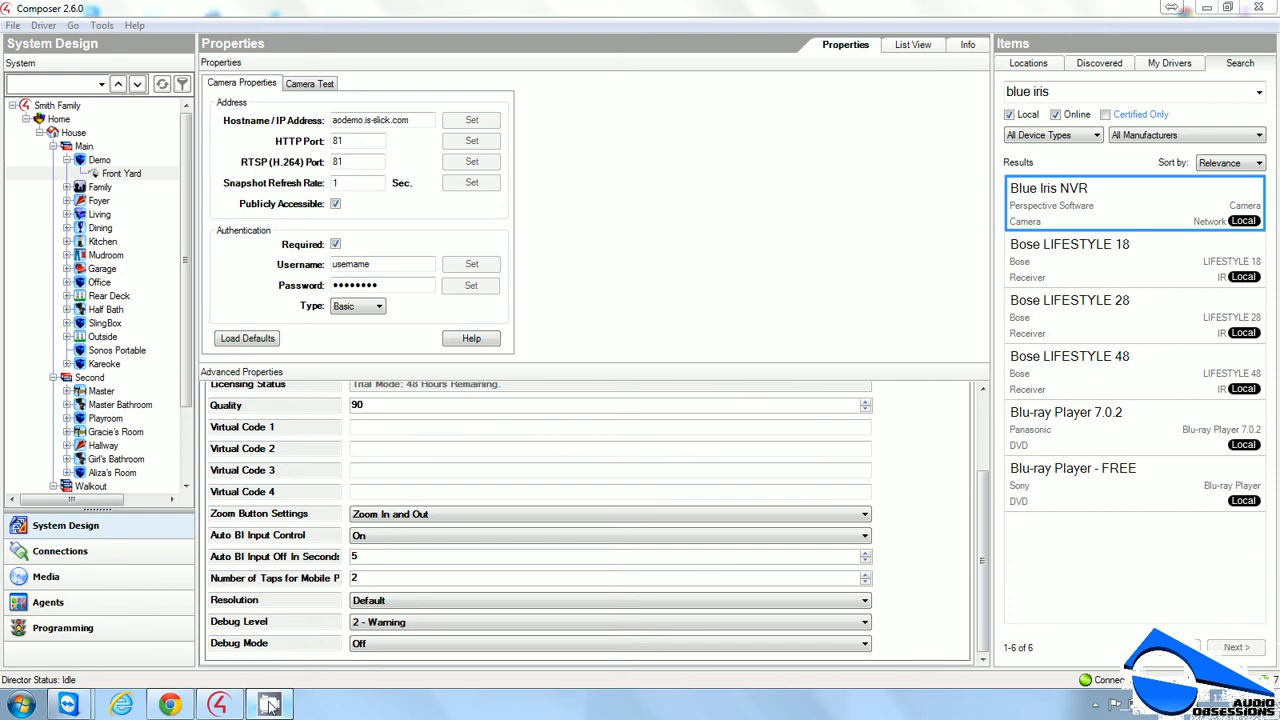 Composer 2.6.0
File Driver Go Tools Help
System Design
System
Smith Family
Home
House
Main
Demo
Front Yard
Family
Foyer
Living
Dining
Kitchen
Mudroom
Garage
Office
Rear Deck
Half Bath
SlingBox
Outside
Sonos Portable
Kareoke
Second
Master
Master Bathroom
Playroom
Gracie's Room
Hallway
Girl's Bathroom
Aliza's Room
Walkout
System Design
Connections
Media
Agents
Programming
Director Status: Idle
Properties
Properties List View Info
Properties
Camera Properties Camera Test
Address
Hostname / IP Address: aodemo.is-slick.com Set
HTTP Port: 81 Set
RTSP (H.264) Port: 81 Set
Snapshot Refresh Rate: 1 Sec. Set
Publicly Accessible:
Authentication
Required:
Username: username Set
Password: •••••••• Set
Type: Basic
Load Defaults Help
Advanced Properties
Licensing Status Trial Mode: 48 Hours Remaining.
Quality 90
Virtual Code 1
Virtual Code 2
Virtual Code 3
Virtual Code 4
Zoom Button Settings Zoom In and Out
Auto BI Input Control On
Auto BI Input Off In Seconds 5
Number of Taps for Mobile P 2
Resolution Default
Debug Level 2 - Warning
Debug Mode Off
Items
Locations Discovered My Drivers Search
blue iris
Local Online Certified Only
All Device Types All Manufacturers
Results Sort by: Relevance
Blue Iris NVR
Perspective Software Camera
Camera Network Local
Bose LIFESTYLE 18
Bose LIFESTYLE 18
Receiver IR Local
Bose LIFESTYLE 28
Bose LIFESTYLE 28
Receiver IR Local
Bose LIFESTYLE 48
Bose LIFESTYLE 48
Receiver IR Local
Blu-ray Player 7.0.2
Panasonic Blu-ray Player 7.0.2
DVD Local
Blu-ray Player - FREE
Sony Blu-ray Player
DVD Local
1-6 of 6 Next >
Connec
AUDIO
OBSESSIONS